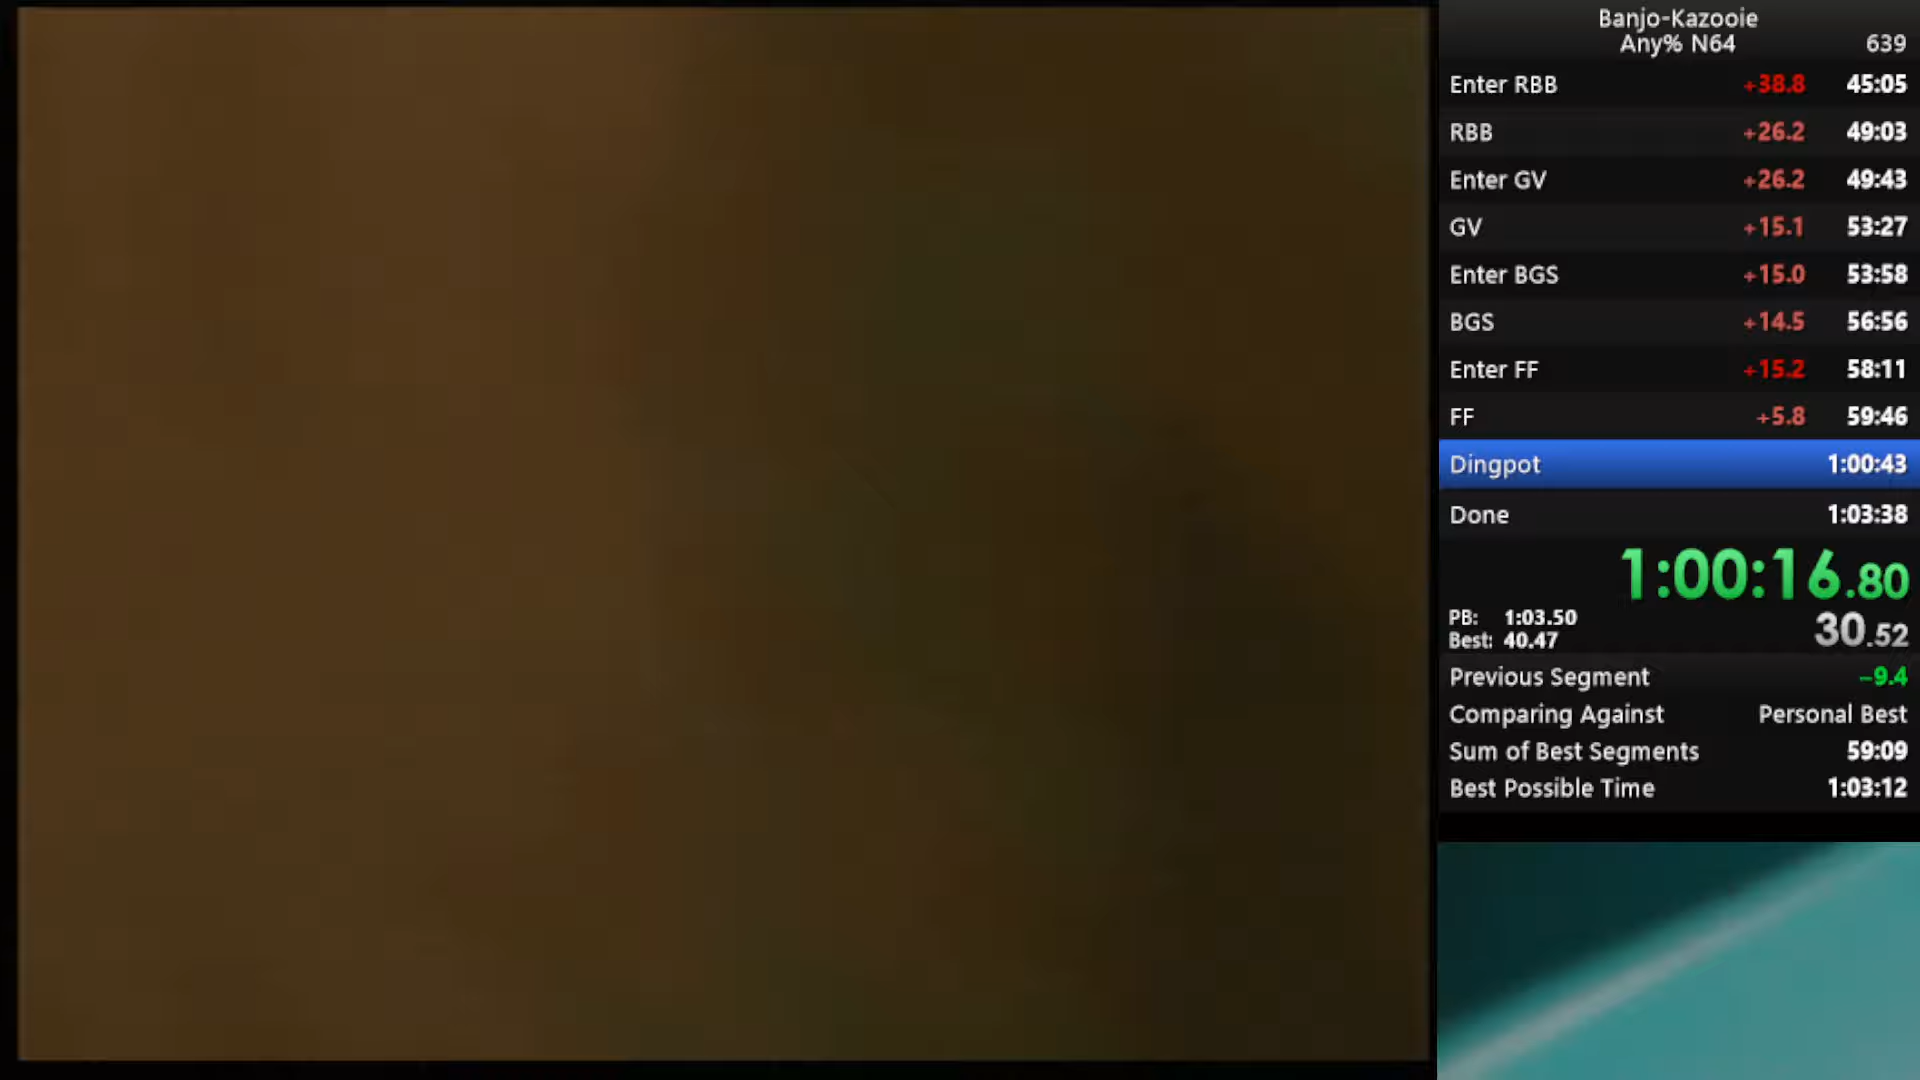 Banjo-Kazooie
Any% N64 639
Enter RBB +38.8 45:05
RBB +26.2 49:03
Enter GV +26.2 49:43
GV +15.1 53:27
Enter BGS +15.0 53:58
BGS +14.5 56:56
Enter FF +15.2 58:11
FF +5.8 59:46
Dingpot 1:00:43
Done 1:03:38
1:00:16.80
PB: 1:03.50
Best: 40.47
30.52
Previous Segment −9.4
Comparing Against Personal Best
Sum of Best Segments 59:09
Best Possible Time 1:03:12